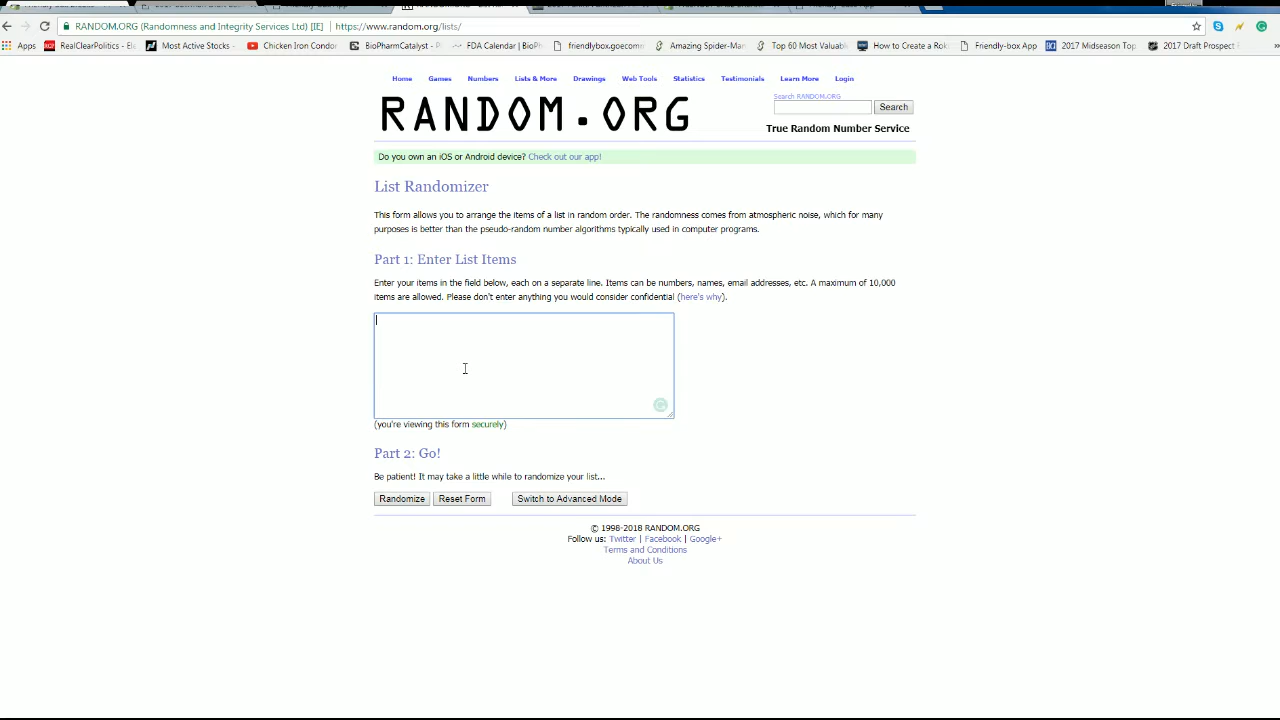 RANDOM.ORG (Randomness and Integrity Services Ltd) [IE] | https://www.random.org/lists/
Apps RealClearPolitics - Ele Most Active Stocks - Chicken Iron Condor BioPharmCatalyst - FDA Calendar | BioPh friendlybox.goecomm Amazing Spider-Man Top 60 Most Valuabl How to Create a Rok Friendly-box App 2017 Midseason Top 2017 Draft Prospect
Home Games Numbers Lists & More Drawings Web Tools Statistics Testimonials Learn More Login
RANDOM.ORG
Search RANDOM.ORG
Search
True Random Number Service
Do you own an iOS or Android device? Check out our app!
List Randomizer
This form allows you to arrange the items of a list in random order. The randomness comes from atmospheric noise, which for many
purposes is better than the pseudo-random number algorithms typically used in computer programs.
Part 1: Enter List Items
Enter your items in the field below, each on a separate line. Items can be numbers, names, email addresses, etc. A maximum of 10,000
items are allowed. Please don't enter anything you would consider confidential (here's why).
(you're viewing this form securely)
Part 2: Go!
Be patient! It may take a little while to randomize your list...
Randomize Reset Form Switch to Advanced Mode
© 1998-2018 RANDOM.ORG
Follow us: Twitter | Facebook | Google+
Terms and Conditions
About Us